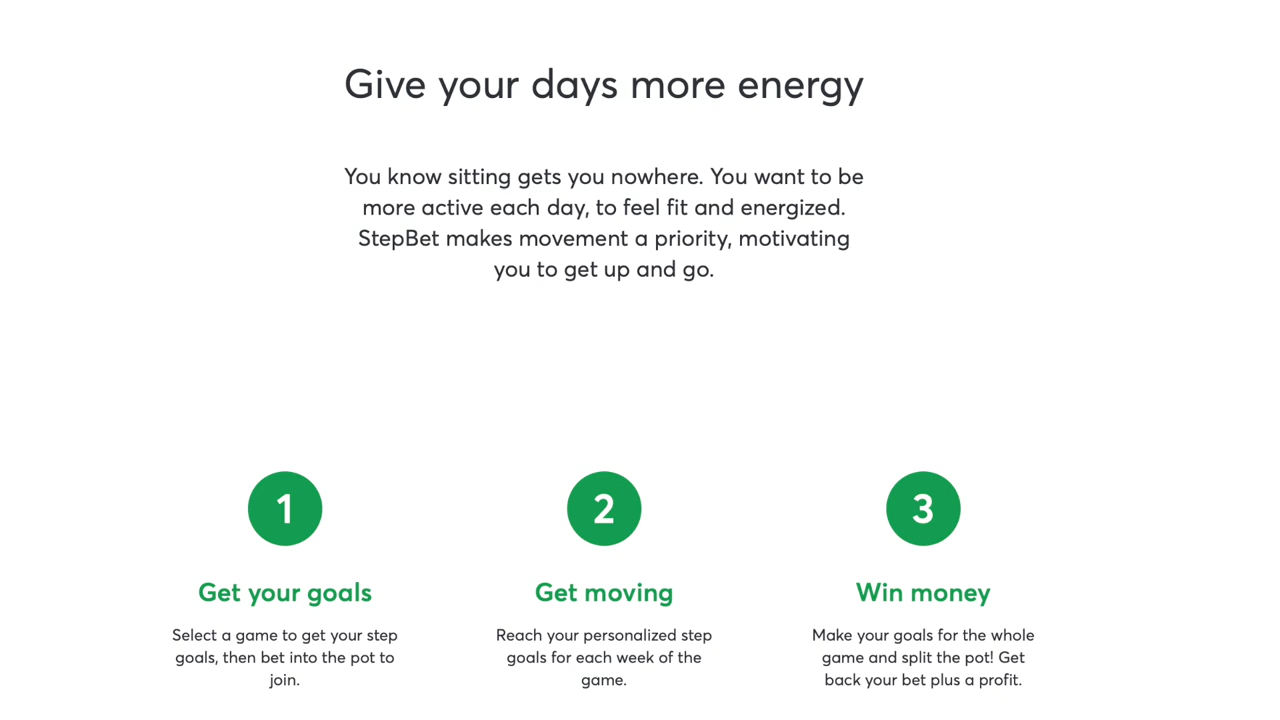 Give your days more energy
You know sitting gets you nowhere. You want to be
more active each day, to feel fit and energized.
StepBet makes movement a priority, motivating
you to get up and go.
1
Get your goals
Select a game to get your step
goals, then bet into the pot to
join.
2
Get moving
Reach your personalized step
goals for each week of the
game.
3
Win money
Make your goals for the whole
game and split the pot! Get
back your bet plus a profit.